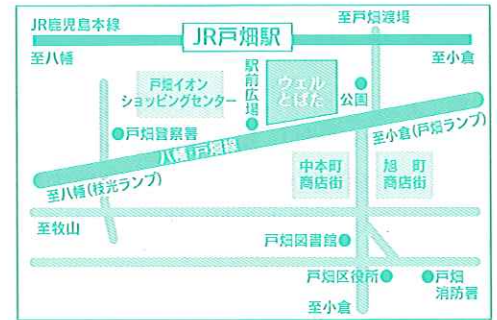 JR鹿児島本線
JR戸畑駅
至戸畑渡場
至八幡
至小倉
戸畑イオン
ショッピングセンター
駅前広場
ウェル
とばた
公園
戸畑警察署
八幡・戸畑線
至小倉(戸畑ランプ)
至八幡(枝光ランプ)
中本町
商店街
旭 町
商店街
至牧山
戸畑図書館
戸畑区役所
戸畑
消防署
至小倉